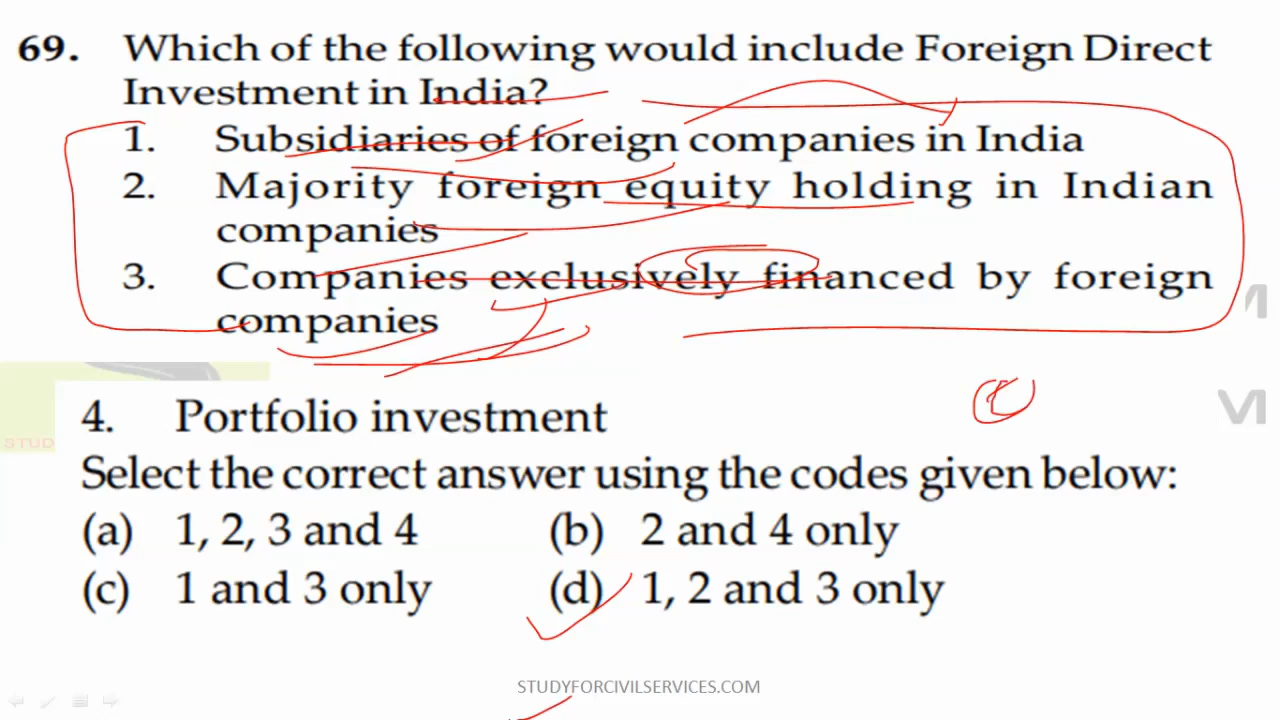 69. Which of the following would include Foreign Direct
Investment in India?
1. Subsidiaries of foreign companies in India
2. Majority foreign equity holding in Indian
companies
3. Companies exclusively financed by foreign
companies
4. Portfolio investment
Select the correct answer using the codes given below:
(a) 1, 2, 3 and 4 (b) 2 and 4 only
(c) 1 and 3 only (d) 1, 2 and 3 only
STUD
M
VI
STUDYFORCIVILSERVICES.COM